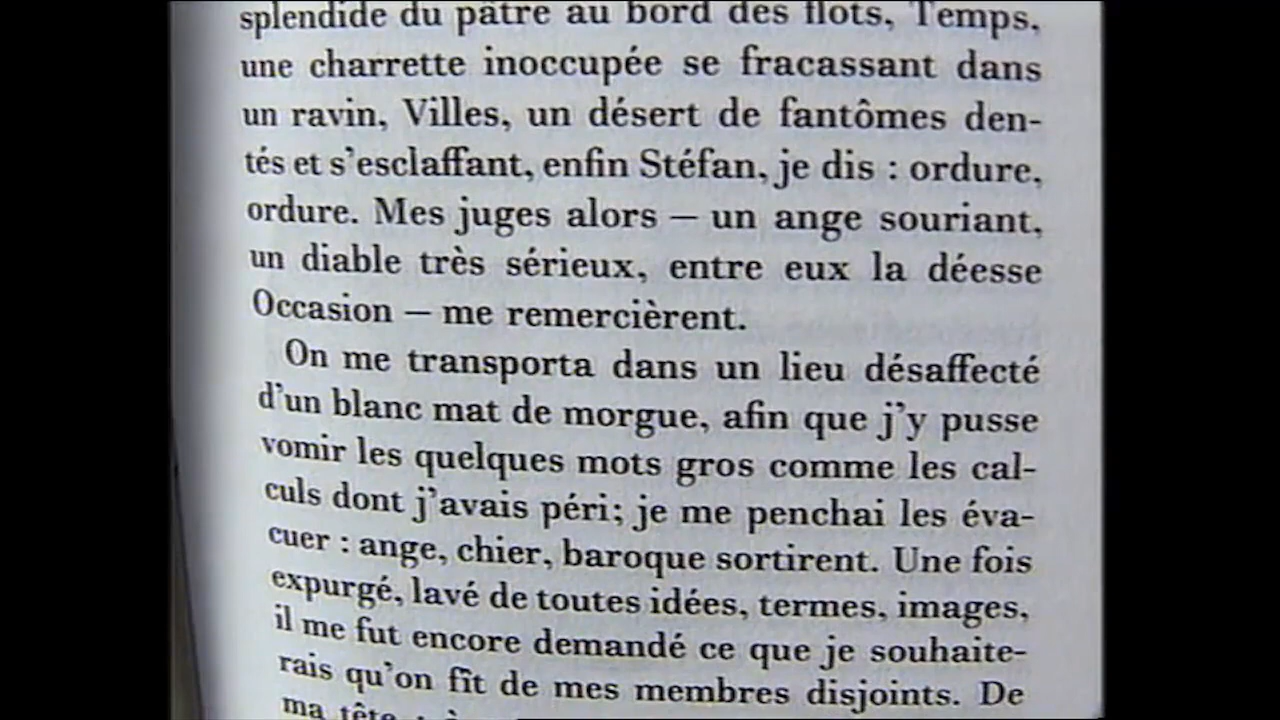 splendide du pâtre au bord des flots, Temps,
une charrette inoccupée se fracassant dans
un ravin, Villes, un désert de fantômes den-
tés et s'esclaffant, enfin Stéfan, je dis : ordure,
ordure. Mes juges alors — un ange souriant,
un diable très sérieux, entre eux la déesse
Occasion — me remercièrent.
On me transporta dans un lieu désaffecté
d'un blanc mat de morgue, afin que j'y pusse
vomir les quelques mots gros comme les cal-
culs dont j'avais péri; je me penchai les éva-
cuer : ange, chier, baroque sortirent. Une fois
expurgé, lavé de toutes idées, termes, images,
il me fut encore demandé ce que je souhaite-
rais qu'on fît de mes membres disjoints. De
ma tête